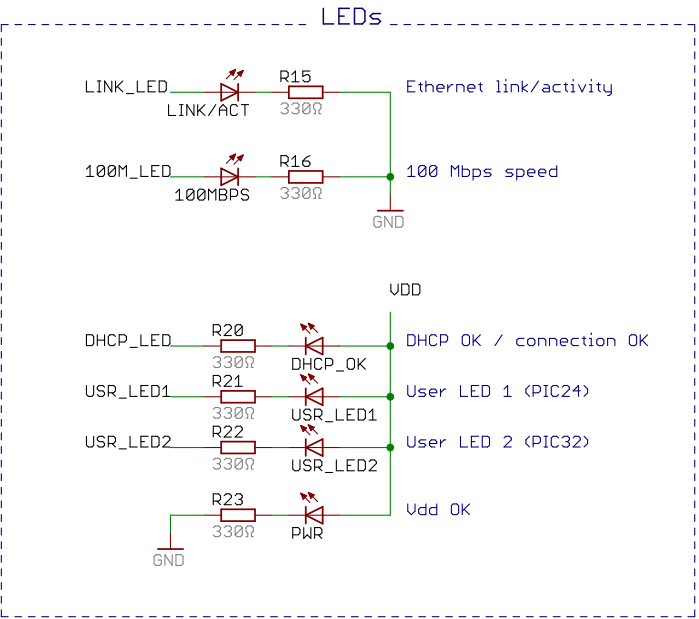 LEDs
LINK_LED
LINK/ACT
R15
330Ω
Ethernet link/activity
100M_LED
100MBPS
R16
330Ω
100 Mbps speed
GND
VDD
DHCP_LED
R20
330Ω
DHCP_OK
DHCP OK / connection OK
USR_LED1
R21
330Ω
USR_LED1
User LED 1 (PIC24)
USR_LED2
R22
330Ω
USR_LED2
User LED 2 (PIC32)
R23
330Ω
PWR
Vdd OK
GND